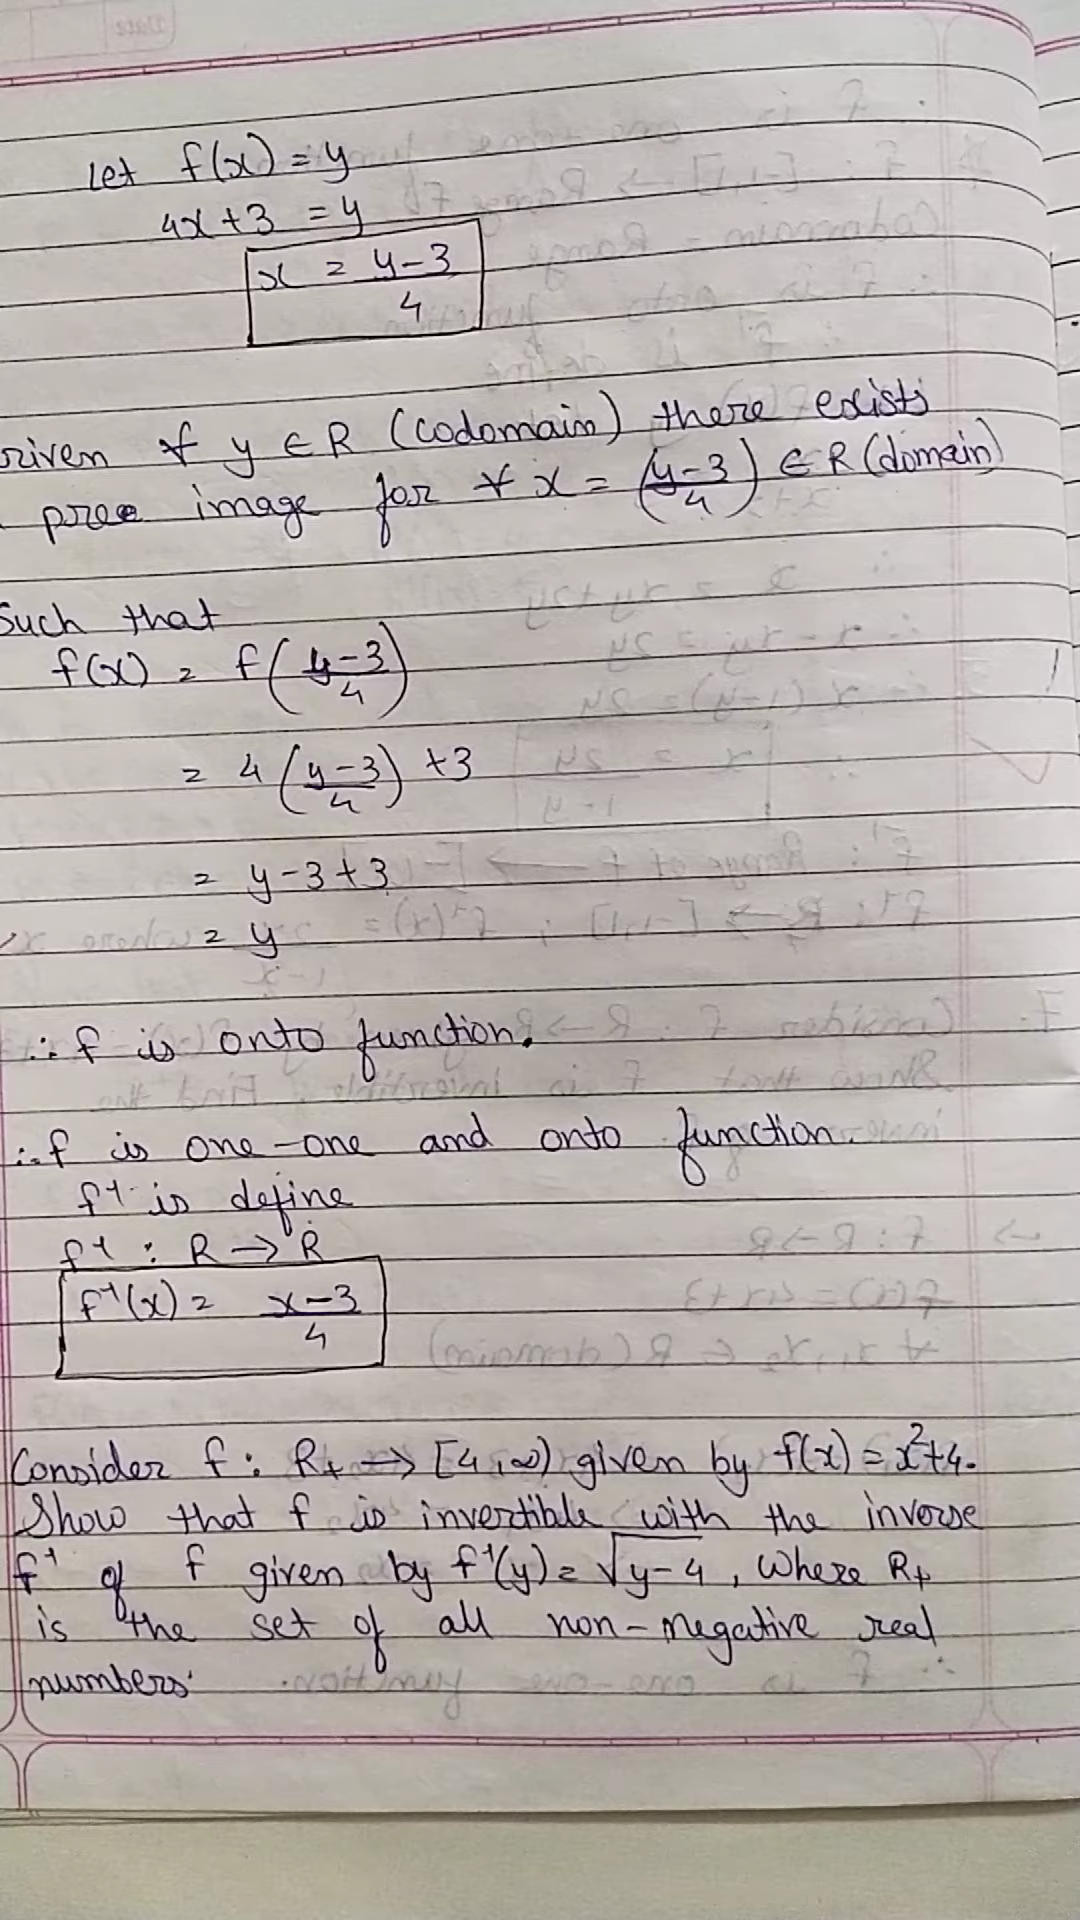 Let f(x) = y
4x + 3 = y
x = y-3
4
riven ∀ y ∈ R (codomain) there exists
pree image for ∀ x = (y-3/4) ∈ R (domain)
Such that
f(x) = f(y-3/4)
= 4(y-3/4) +3
= y-3+3
= y
∴ f is onto function.
∴ f is one-one and onto function.
f⁻¹ is define
f⁻¹ : R → R
f⁻¹(x) = x-3
4
Consider f : R+ → [4,∞) given by f(x) = x²+4.
Show that f is invertible with the inverse
f⁻¹ of f given by f⁻¹(y) = √y-4, Where R+
is the set of all non-negative real
numbers.